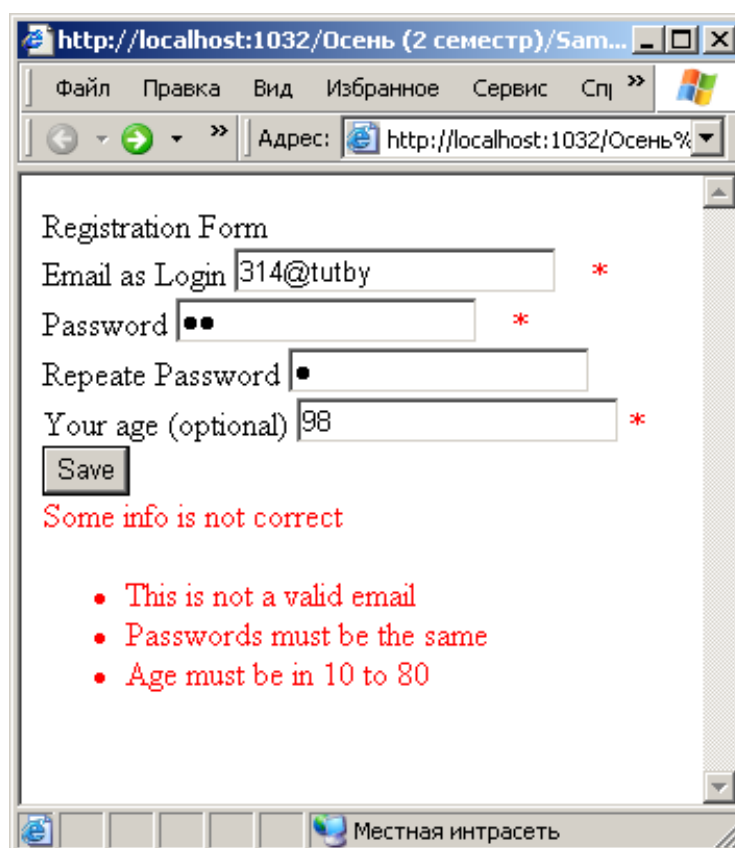 http://localhost:1032/Осень (2 семестр)/Sam...
Файл Правка Вид Избранное Сервис Спр »
» Адрес: http://localhost:1032/Осень%
Registration Form
Email as Login 314@tutby *
Password ●● *
Repeate Password ●
Your age (optional) 98 *
Save
Some info is not correct
• This is not a valid email
• Passwords must be the same
• Age must be in 10 to 80
Местная интрасеть